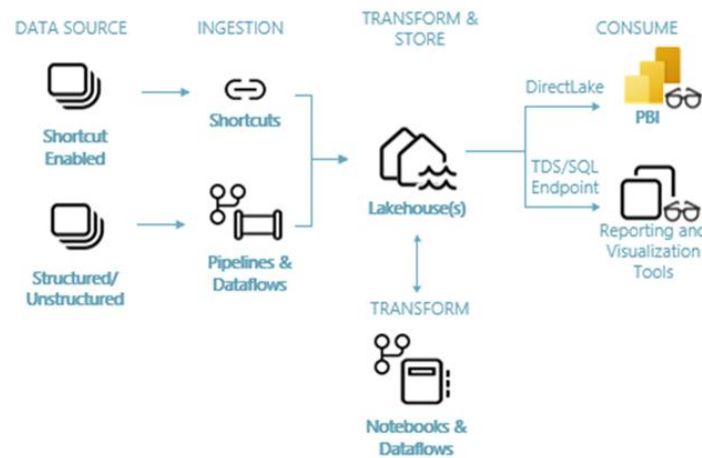 DATA SOURCE
INGESTION
TRANSFORM &
STORE
CONSUME
Shortcut
Enabled
Shortcuts
DirectLake
PBI
Structured/
Unstructured
Pipelines &
Dataflows
Lakehouse(s)
TDS/SQL
Endpoint
Reporting and
Visualization
Tools
TRANSFORM
Notebooks &
Dataflows